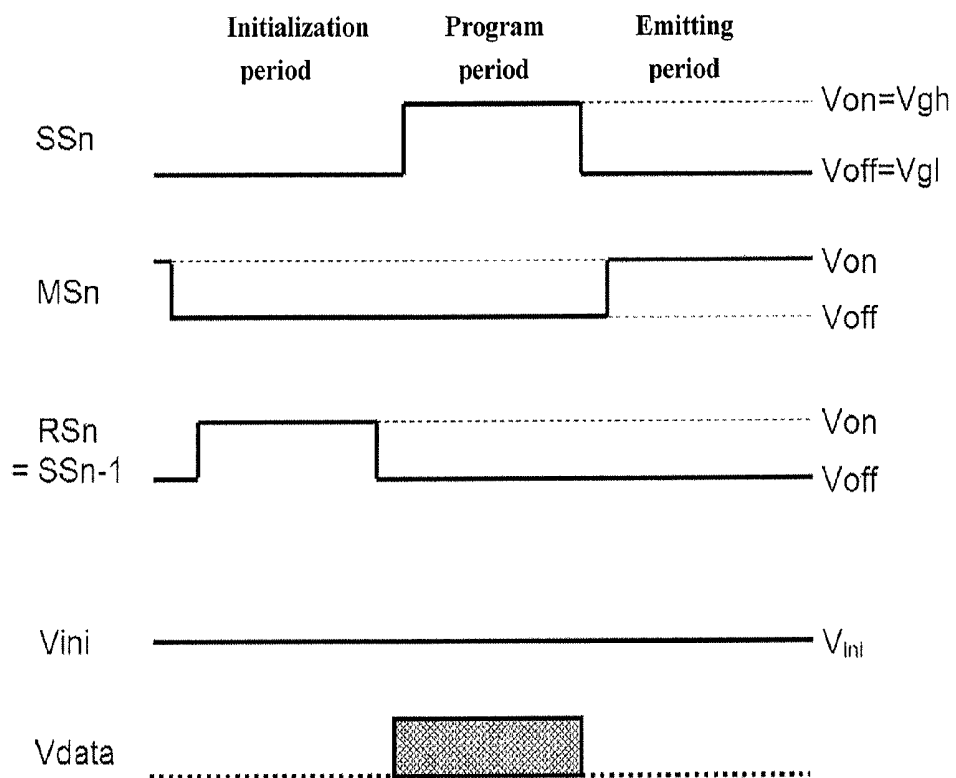 Initialization period
Program period
Emitting period
SSn
Von=Vgh
Voff=Vgl
MSn
Von
Voff
RSn
= SSn-1
Von
Voff
Vini
Vini
Vdata